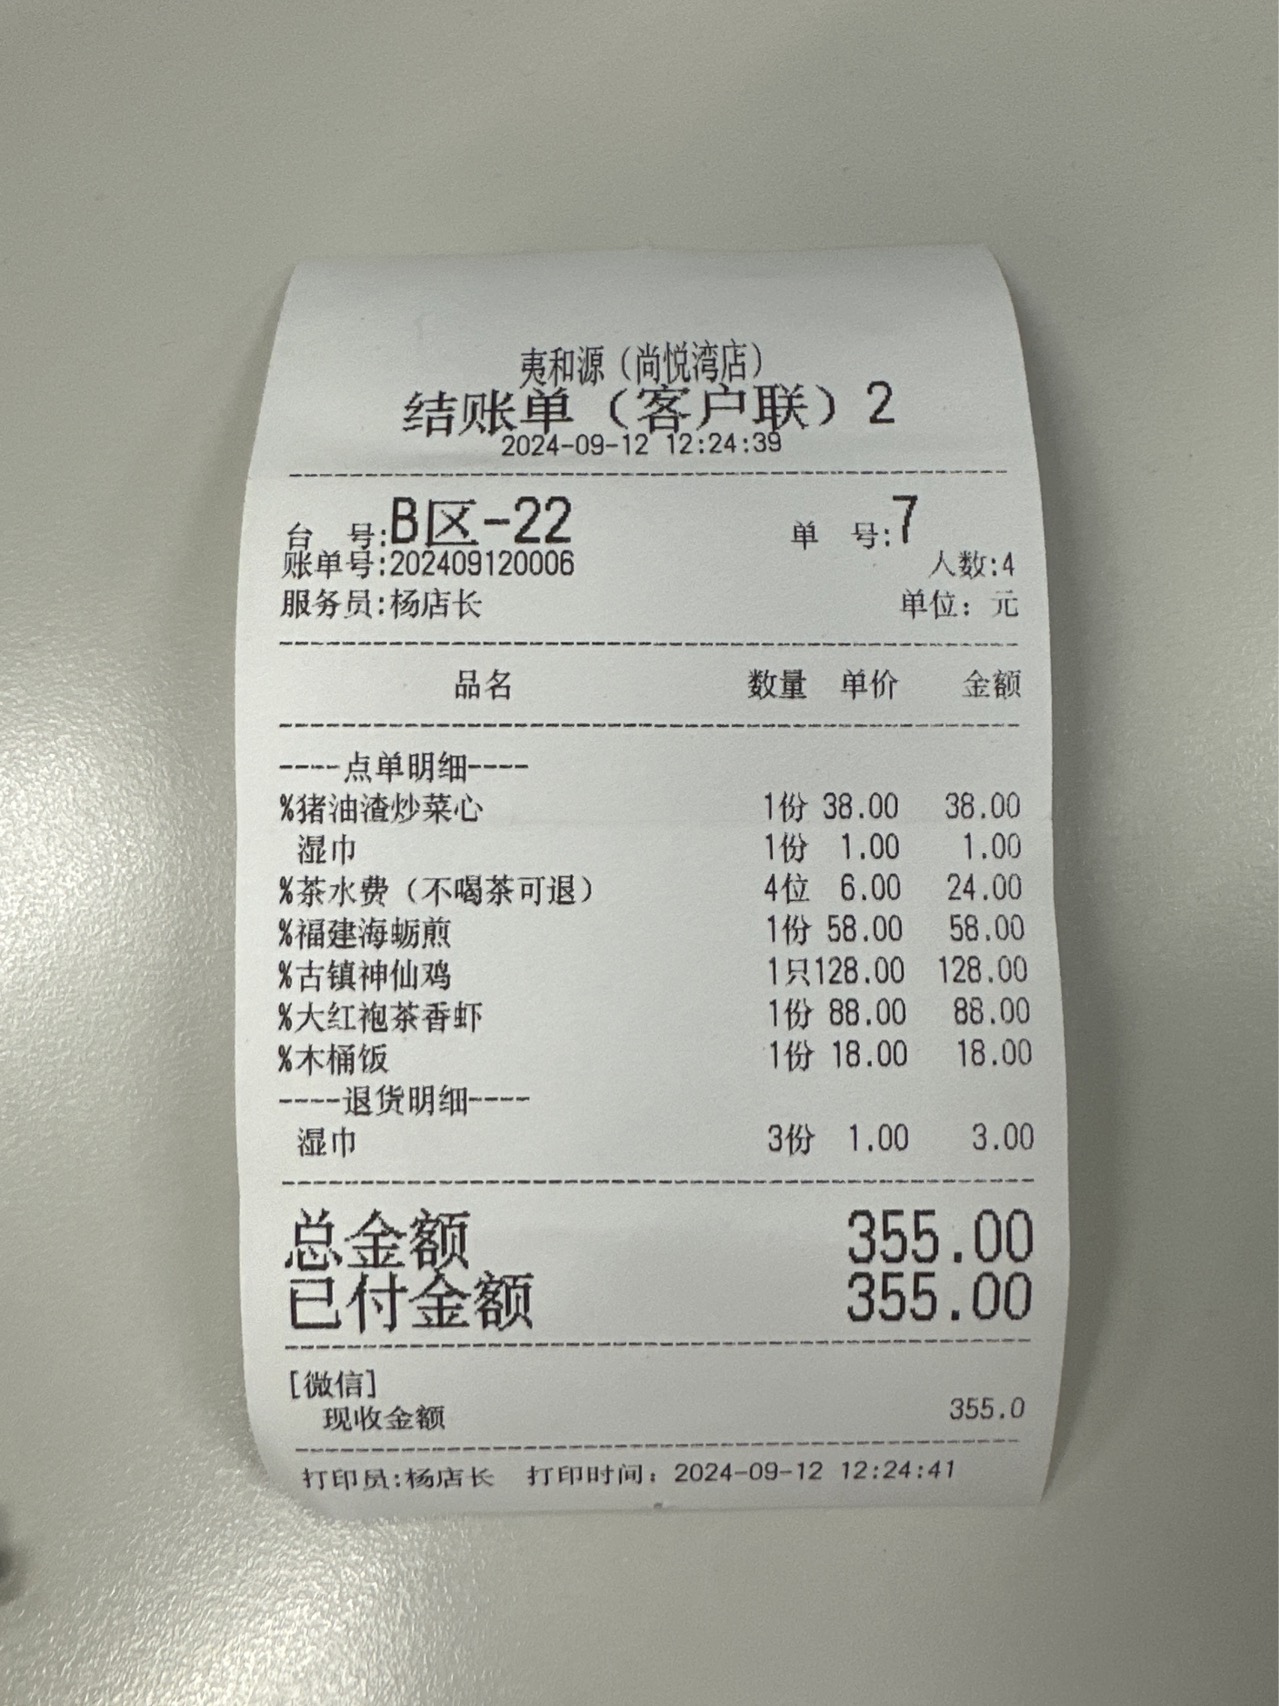 夷和源（尚悦湾店）
结账单（客户联）2
2024-09-12 12:24:39
台 号:B区-22 单 号:7
账单号:202409120006 人数:4
服务员:杨店长 单位：元
品名 数量 单价 金额
----点单明细----
%猪油渣炒菜心 1份 38.00 38.00
湿巾 1份 1.00 1.00
%茶水费（不喝茶可退） 4位 6.00 24.00
%福建海蛎煎 1份 58.00 58.00
%古镇神仙鸡 1只128.00 128.00
%大红袍茶香虾 1份 88.00 88.00
%木桶饭 1份 18.00 18.00
----退货明细----
湿巾 3份 1.00 3.00
总金额 355.00
已付金额 355.00
[微信]
现收金额 355.0
打印员:杨店长 打印时间：2024-09-12 12:24:41